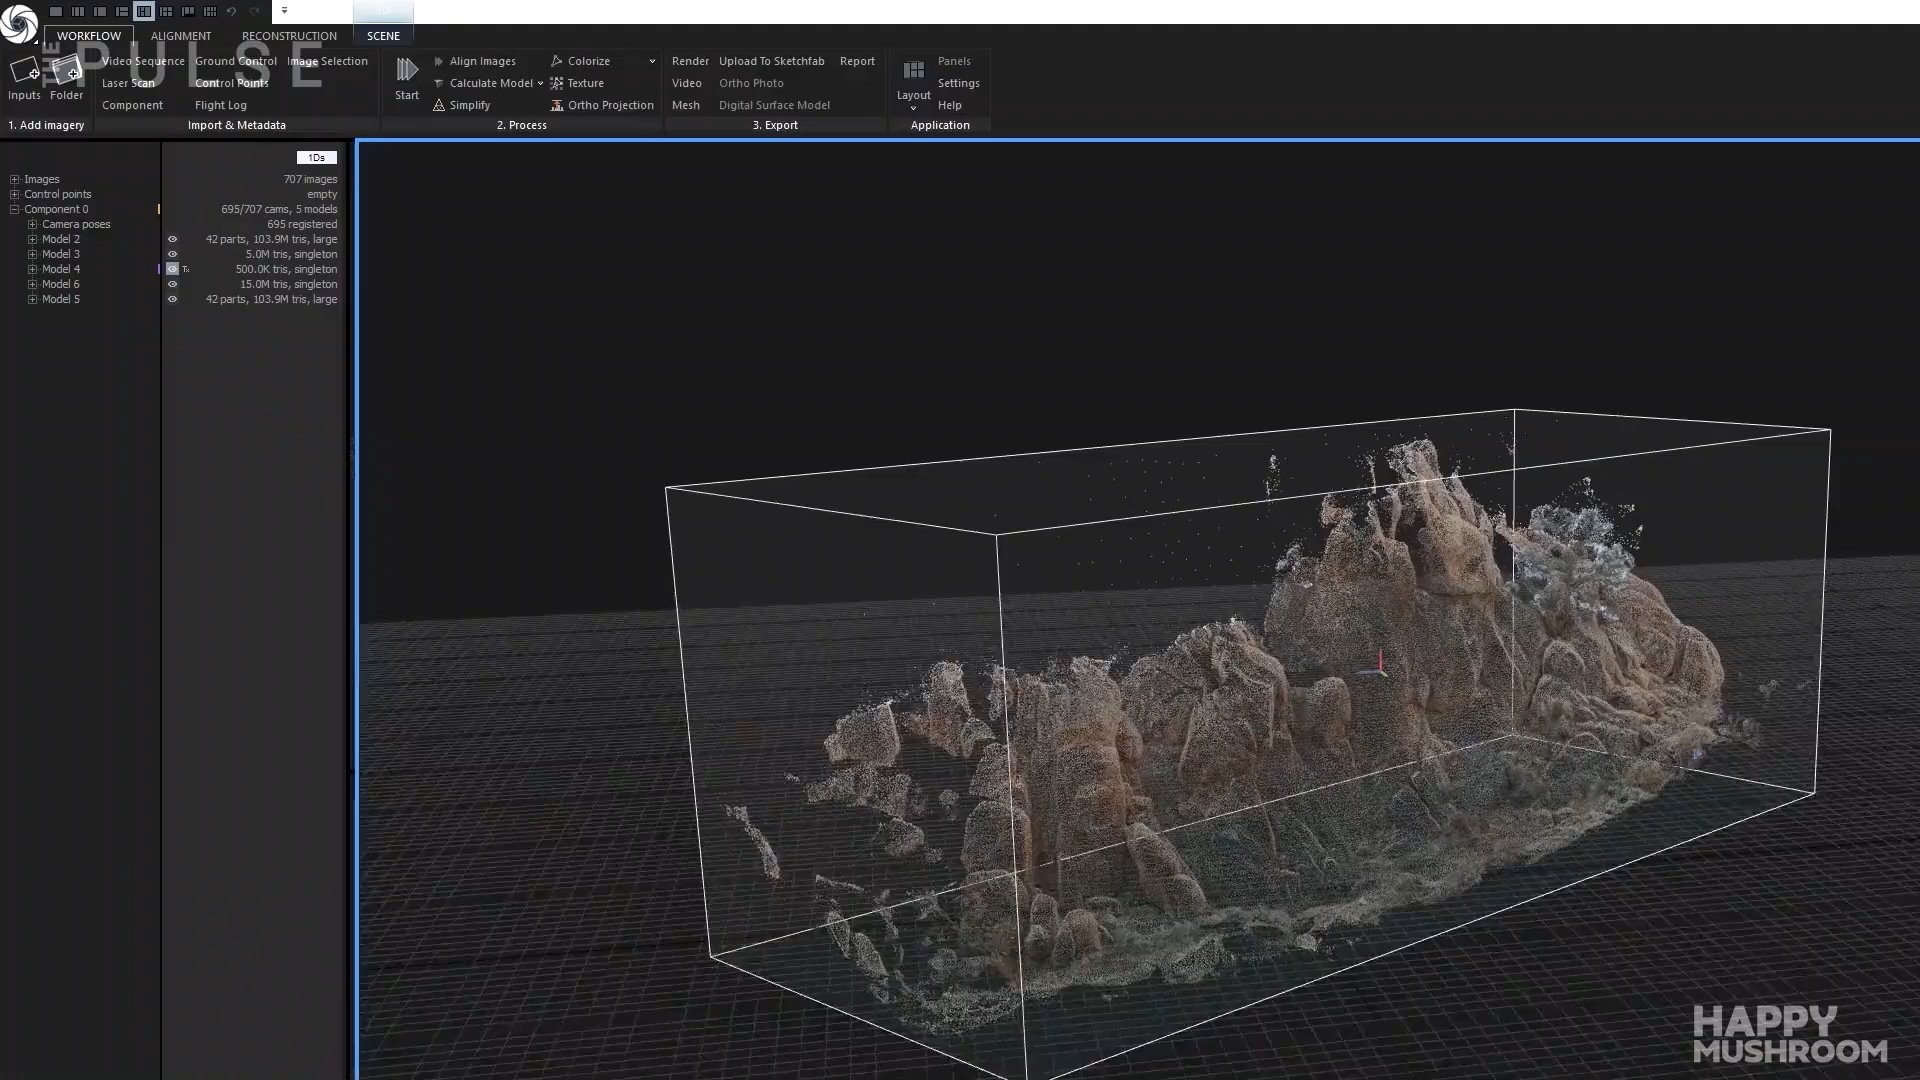 WORKFLOW ALIGNMENT RECONSTRUCTION SCENE
THE PULSE
Inputs Folder
1. Add imagery
Video Sequence Ground Control Image Selection
Laser Scan Control Points
Component Flight Log
Import & Metadata
Start
Align Images Colorize
Calculate Model Texture
Simplify Ortho Projection
2. Process
Render Upload To Sketchfab Report
Video Ortho Photo
Mesh Digital Surface Model
3. Export
Layout
Panels
Settings
Help
Application
1Ds
Images 707 images
Control points empty
Component 0 695/707 cams, 5 models
Camera poses 695 registered
Model 2 42 parts, 103.9M tris, large
Model 3 5.0M tris, singleton
Model 4 Tx 500.0K tris, singleton
Model 6 15.0M tris, singleton
Model 5 42 parts, 103.9M tris, large
HAPPY
MUSHROOM